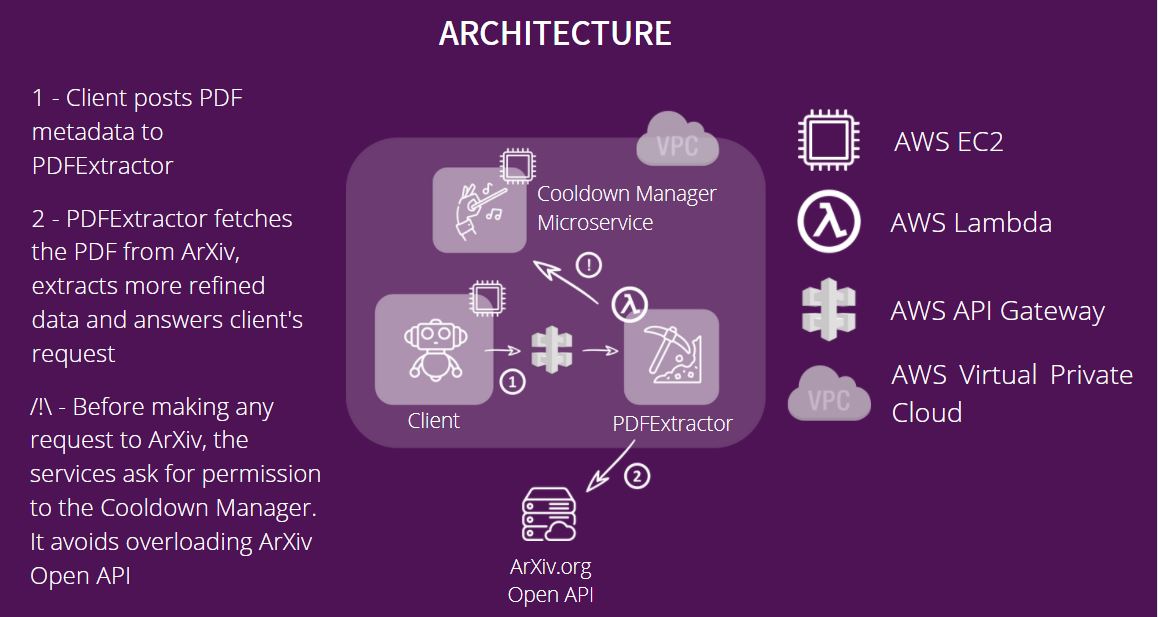 ARCHITECTURE
1 - Client posts PDF
metadata to
PDFExtractor
2 - PDFExtractor fetches
the PDF from ArXiv,
extracts more refined
data and answers client's
request
/!\ - Before making any
request to ArXiv, the
services ask for permission
to the Cooldown Manager.
It avoids overloading ArXiv
Open API
VPC
Cooldown Manager
Microservice
!
λ
1
Client
PDFExtractor
2
ArXiv.org
Open API
AWS EC2
λ
AWS Lambda
AWS API Gateway
VPC
AWS Virtual Private
Cloud